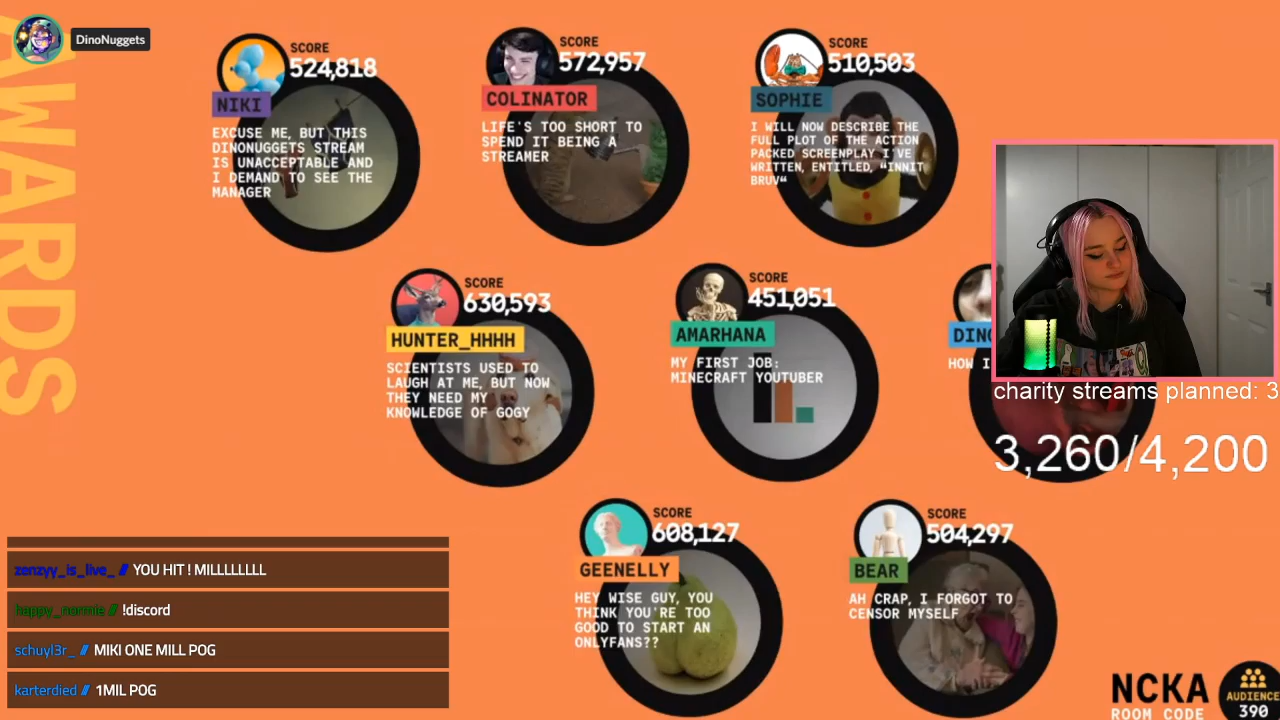 DinoNuggets
AWARDS
SCORE
524,818
NIKI
EXCUSE ME, BUT THIS
DINONUGGETS STREAM
IS UNACCEPTABLE AND
I DEMAND TO SEE THE
MANAGER
SCORE
572,957
COLINATOR
LIFE'S TOO SHORT TO
SPEND IT BEING A
STREAMER
SCORE
510,503
SOPHIE
I WILL NOW DESCRIBE THE
FULL PLOT OF THE ACTION
PACKED SCREENPLAY I'VE
WRITTEN, ENTITLED, "INNIT
BRUV"
SCORE
630,593
HUNTER_HHHH
SCIENTISTS USED TO
LAUGH AT ME, BUT NOW
THEY NEED MY
KNOWLEDGE OF GOGY
SCORE
451,051
AMARHANA
MY FIRST JOB:
MINECRAFT YOUTUBER
DINO
HOW I
charity streams planned: 3
3,260/4,200
SCORE
608,127
GEENELLY
HEY WISE GUY, YOU
THINK YOU'RE TOO
GOOD TO START AN
ONLYFANS??
SCORE
504,297
BEAR
AH CRAP, I FORGOT TO
CENSOR MYSELF
zenzyy_is_live_ // YOU HIT ! MILLLLLLL
happy_normie // !discord
schuyl3r_ // MIKI ONE MILL POG
karterdied // 1MIL POG
NCKA
ROOM CODE
AUDIENCE
390